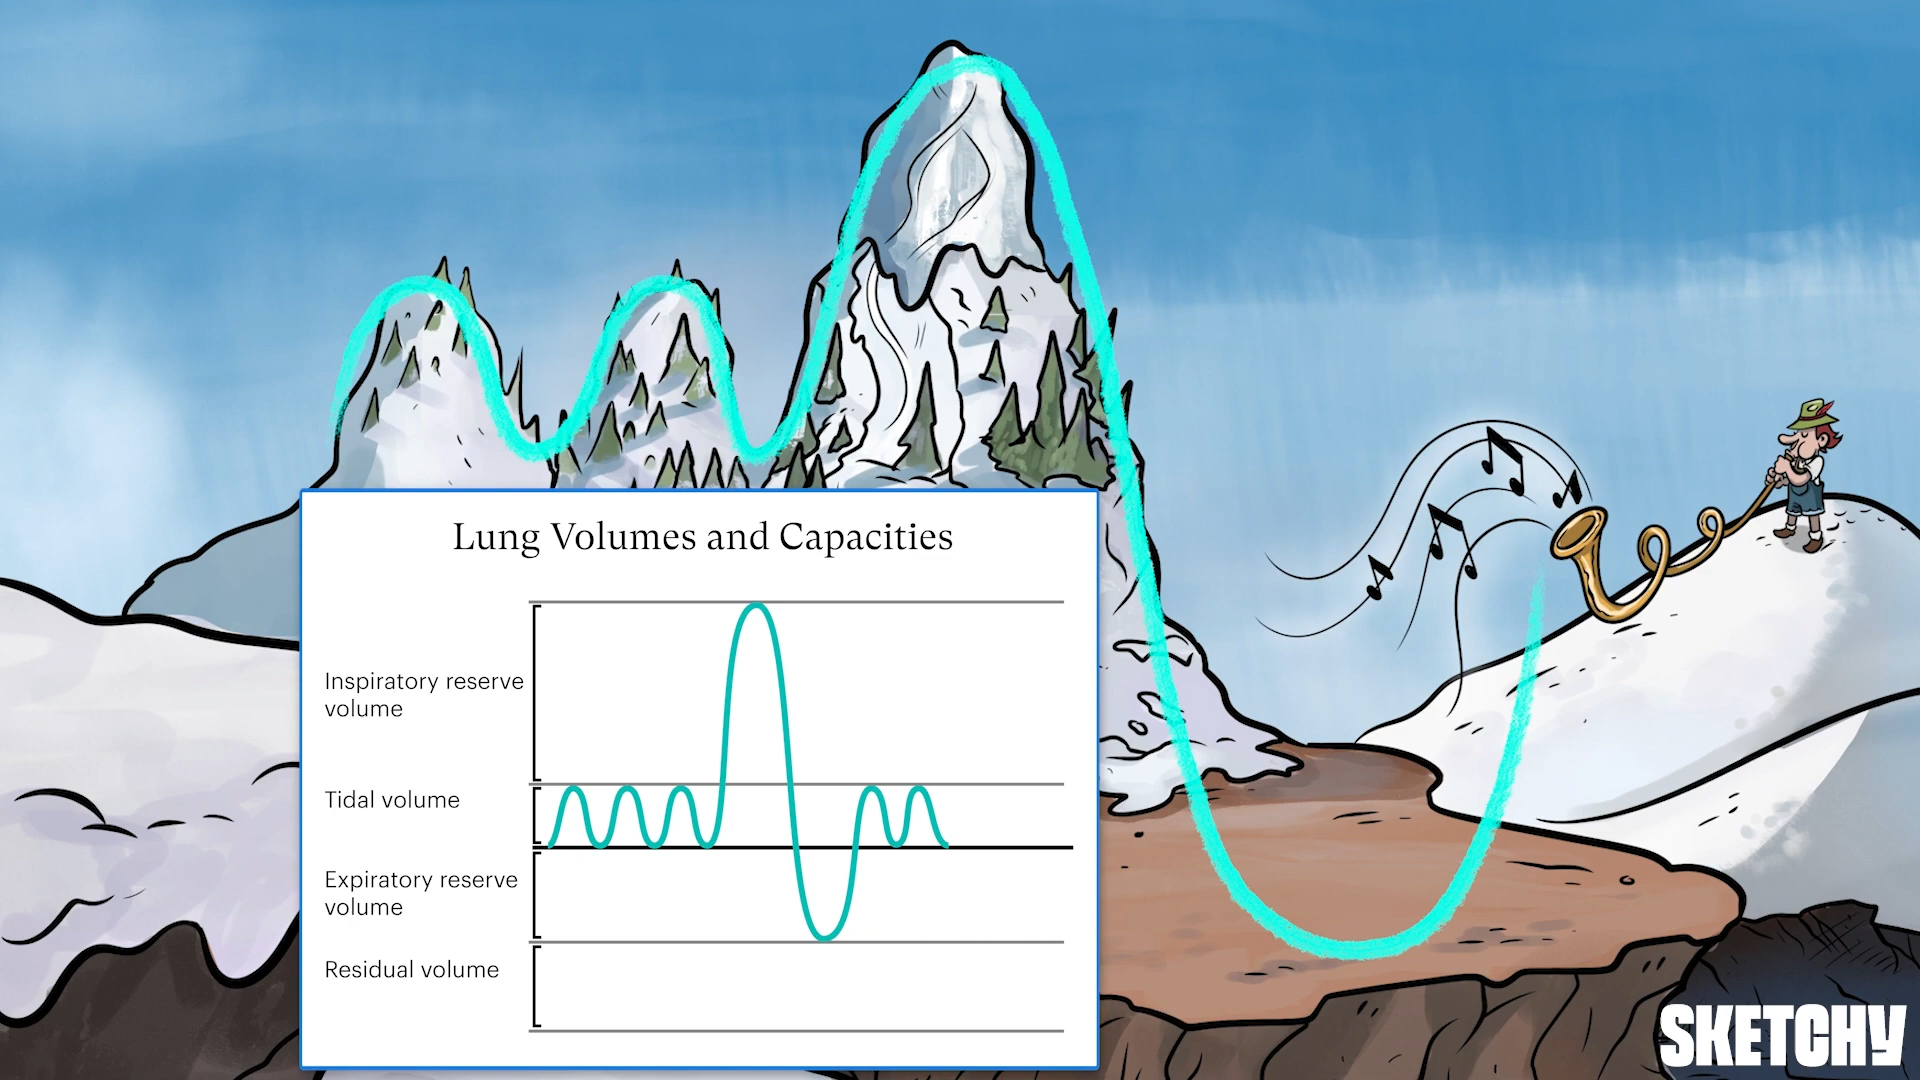 Lung Volumes and Capacities
Inspiratory reserve
volume
Tidal volume
Expiratory reserve
volume
Residual volume
SKETCHY